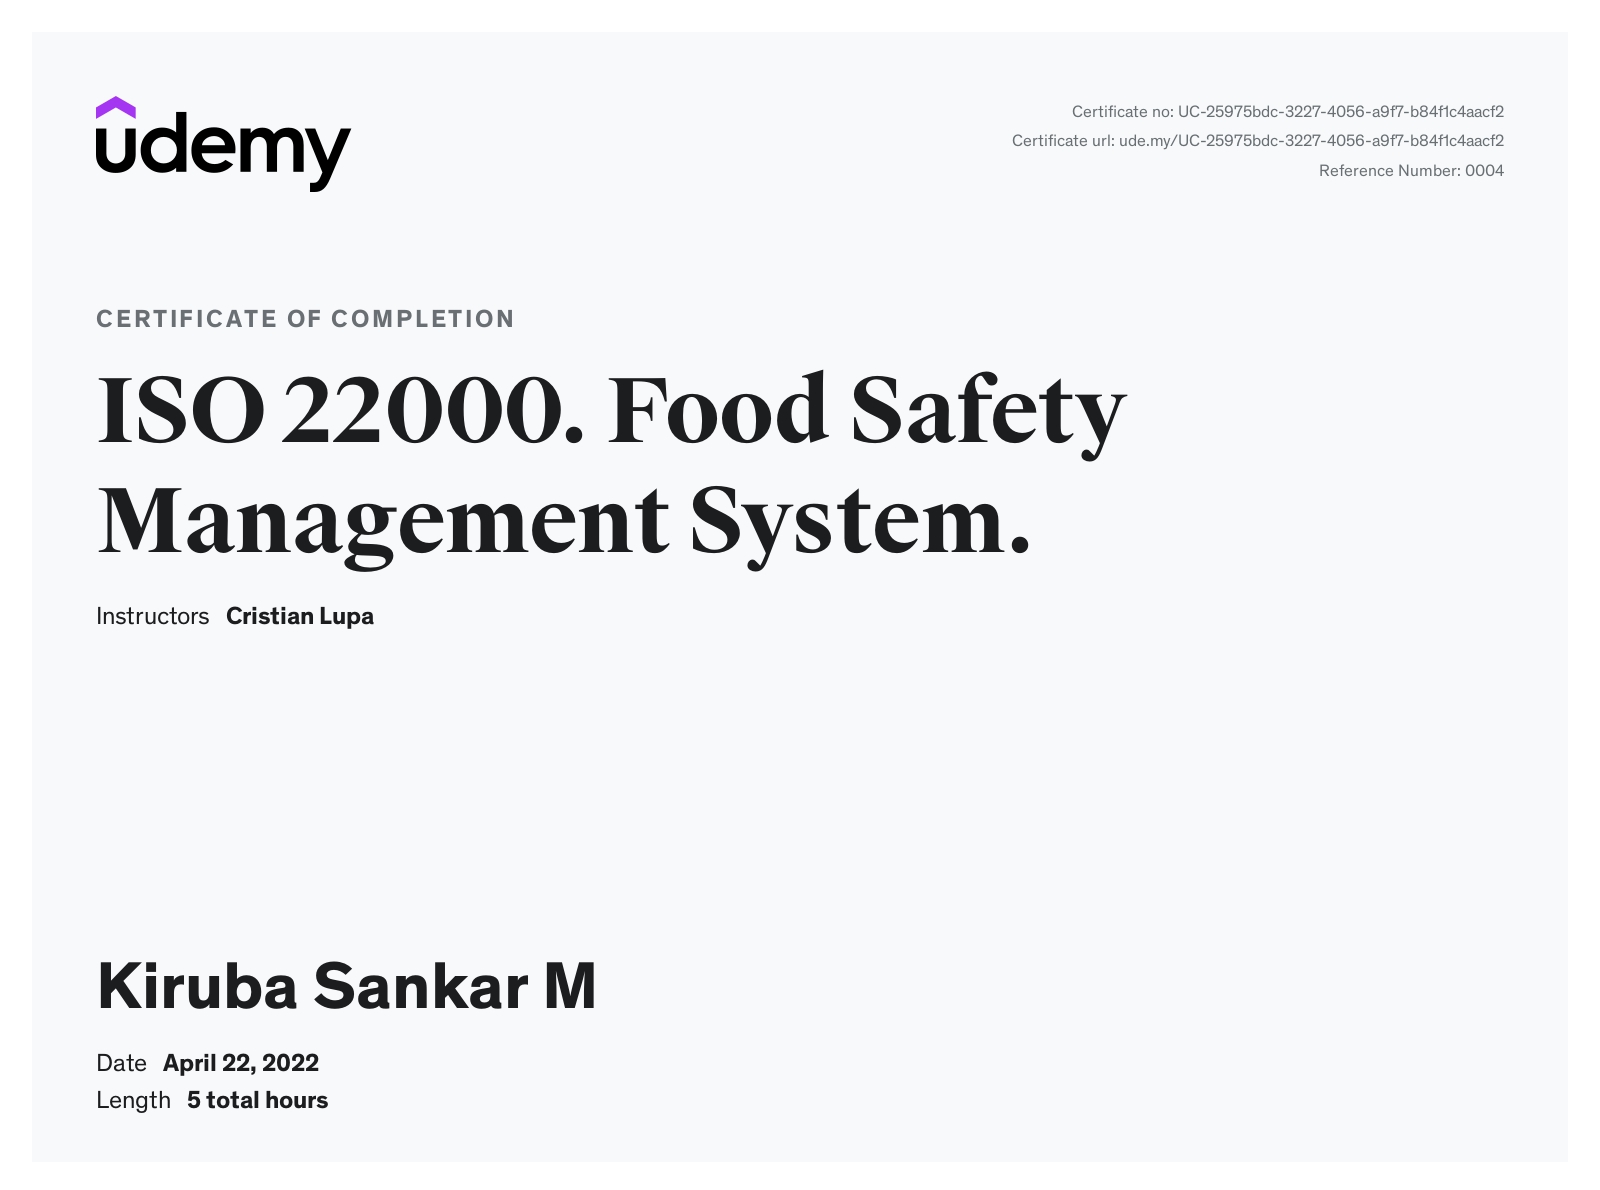 udemy
Certificate no: UC-25975bdc-3227-4056-a9f7-b84f1c4aacf2
Certificate url: ude.my/UC-25975bdc-3227-4056-a9f7-b84f1c4aacf2
Reference Number: 0004
CERTIFICATE OF COMPLETION
ISO 22000. Food Safety
Management System.
Instructors Cristian Lupa
Kiruba Sankar M
Date April 22, 2022
Length 5 total hours